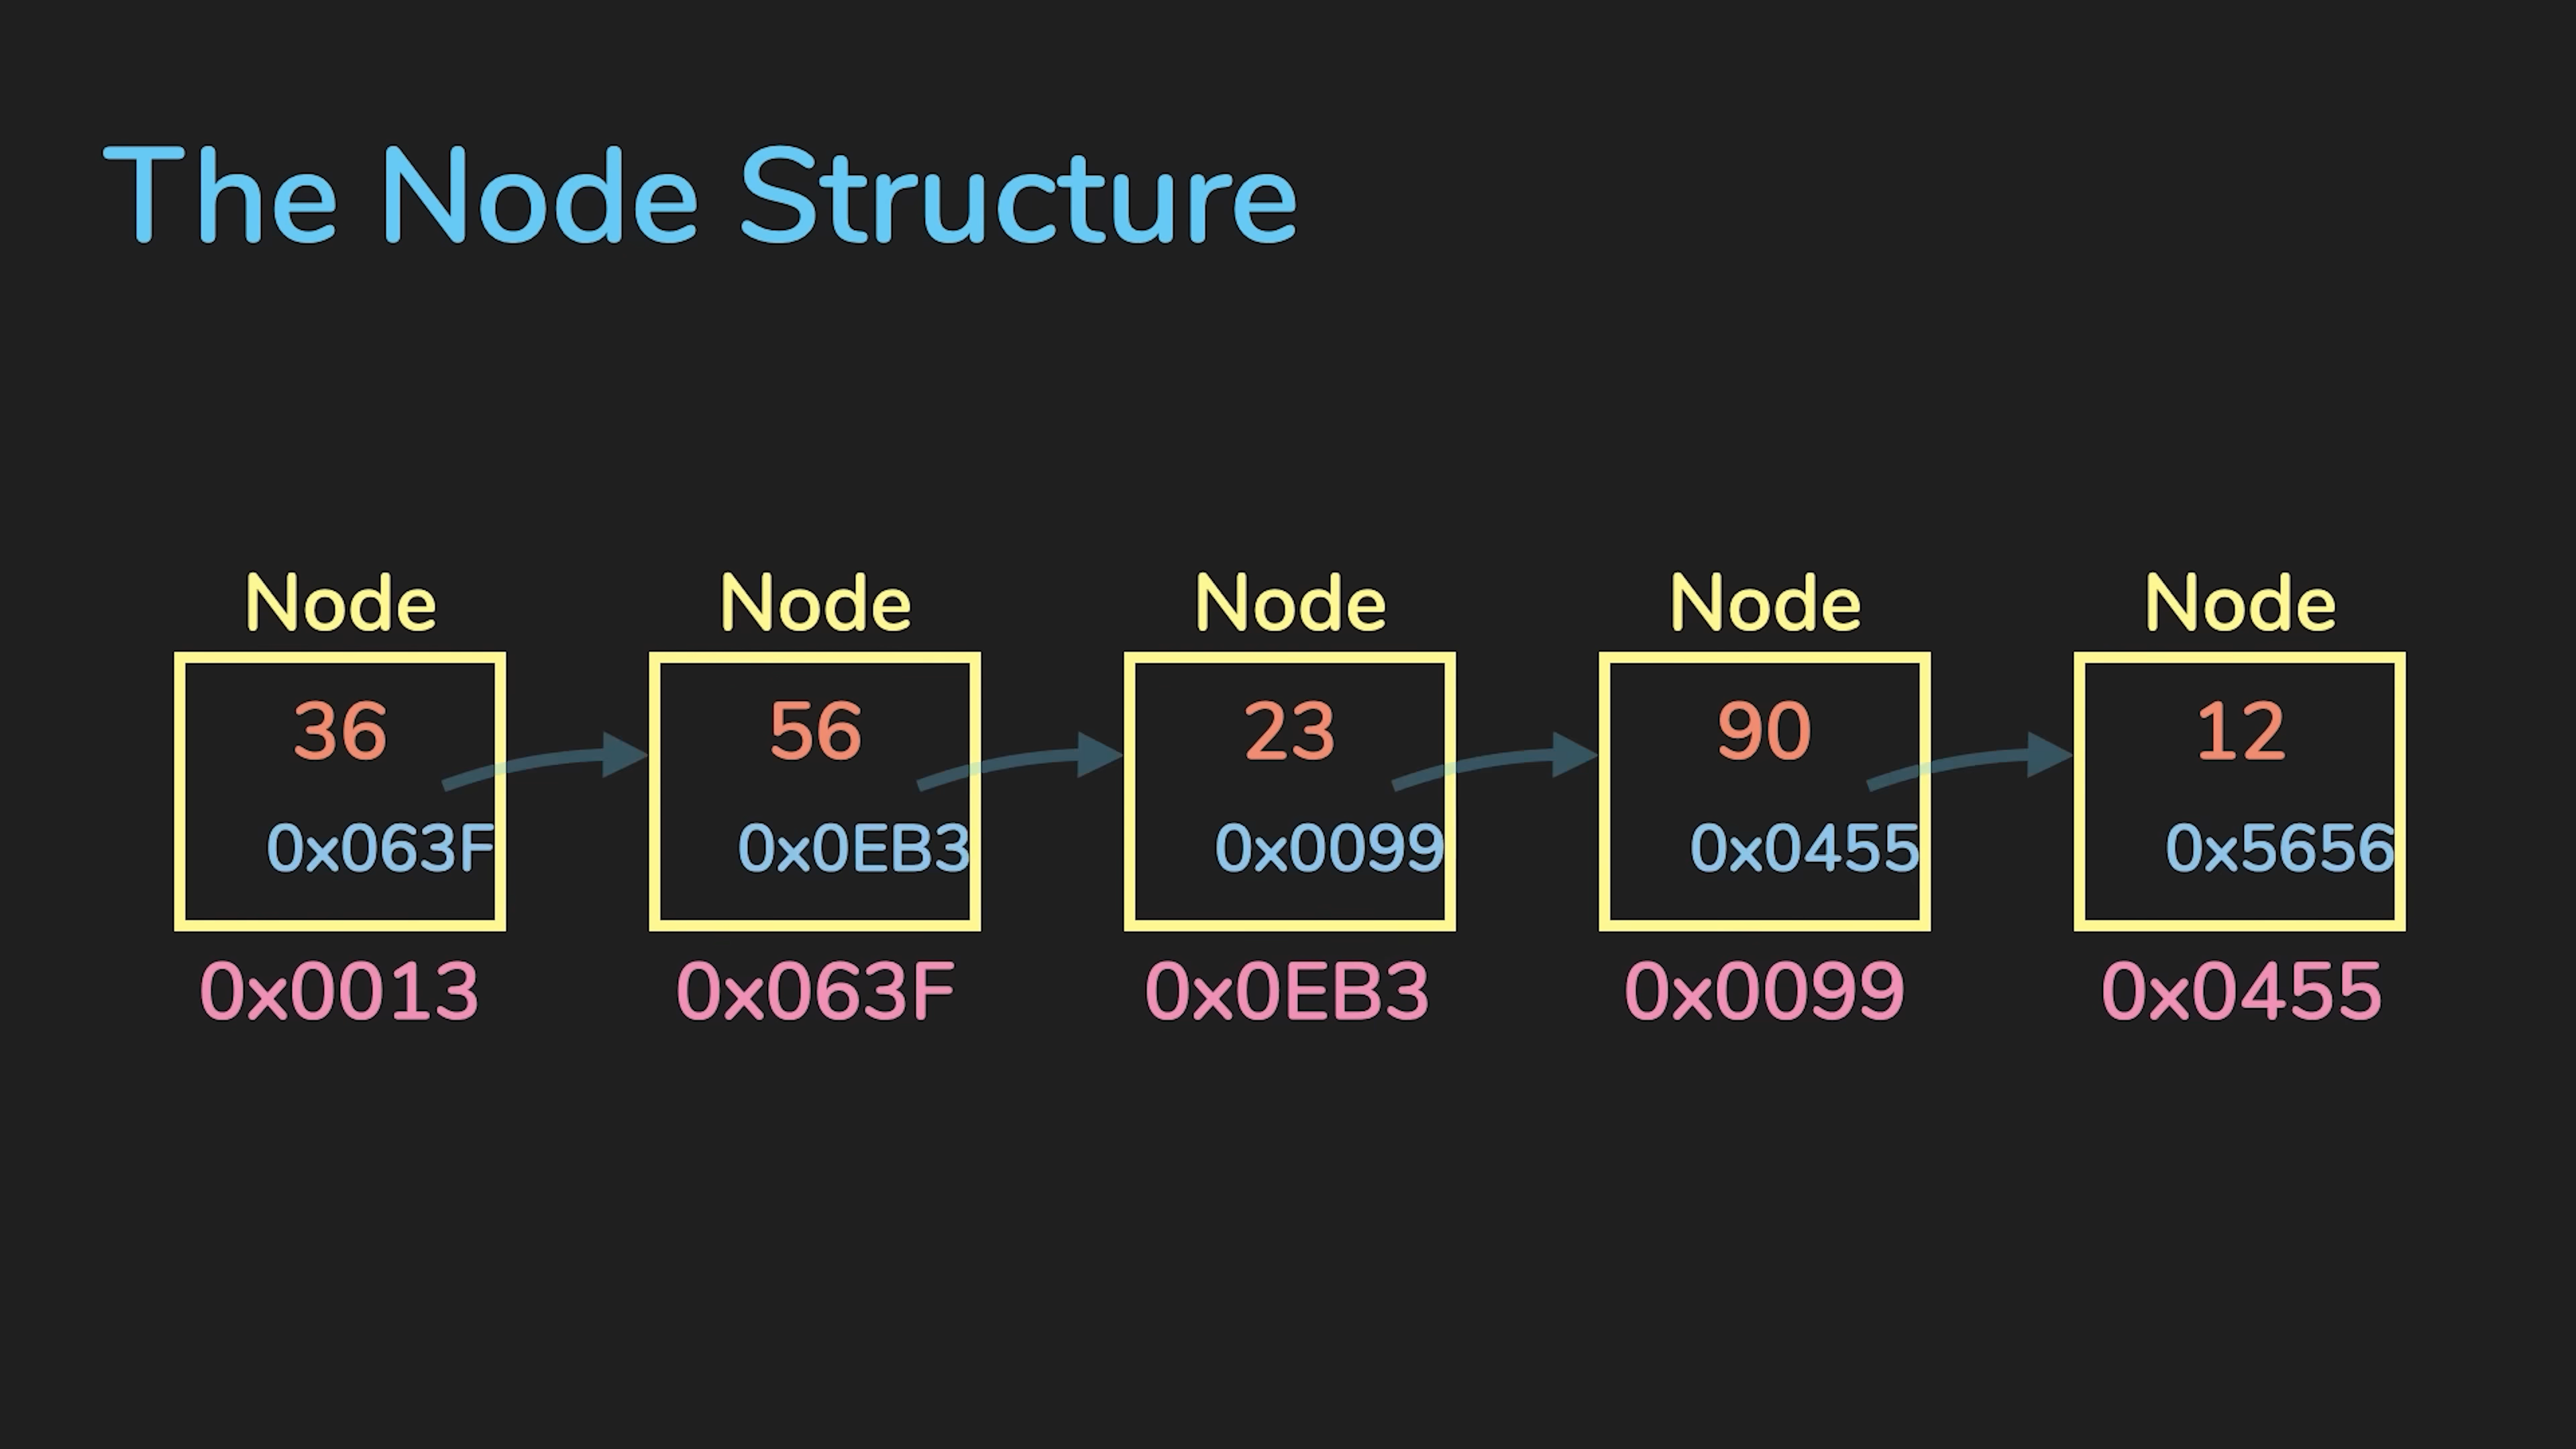 The Node Structure
Node Node Node Node Node
36 56 23 90 12
0x063F 0x0EB3 0x0099 0x0455 0x5656
0x0013 0x063F 0x0EB3 0x0099 0x0455